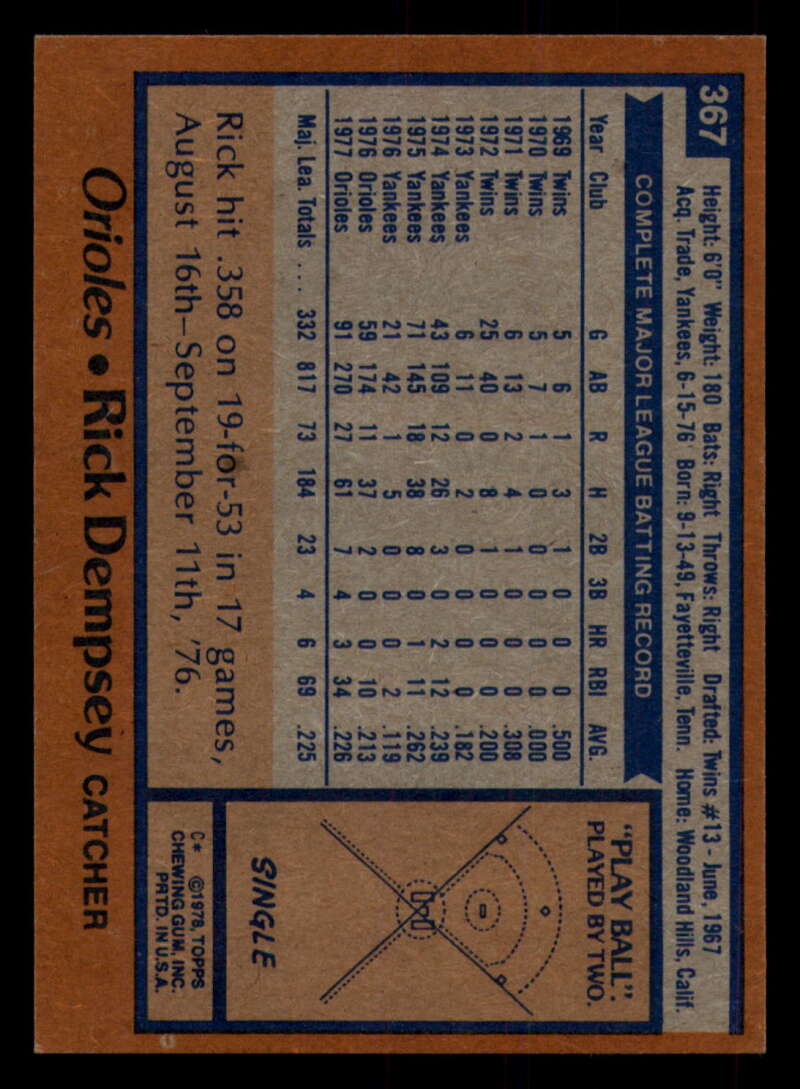 367
Height: 6'0" Weight: 180 Bats: Right Throws: Right Drafted: Twins #13 - June, 1967
Acq. Trade, Yankees, 6-15-76 Born: 9-13-49, Fayetteville, Tenn. Home: Woodland Hills, Calif.
COMPLETE MAJOR LEAGUE BATTING RECORD
Year Club G AB R H 2B 3B HR RBI AVG.
1969 Twins 5 6 1 3 1 0 0 0 .500
1970 Twins 5 7 1 0 0 0 0 0 .000
1971 Twins 6 13 2 4 1 0 0 0 .308
1972 Twins 25 40 0 8 1 0 0 0 .200
1973 Yankees 6 11 0 2 0 0 0 0 .182
1974 Yankees 43 109 12 26 3 0 2 12 .239
1975 Yankees 71 145 18 38 8 0 1 11 .262
1976 Yankees 21 42 1 5 0 0 0 2 .119
1976 Orioles 59 174 11 37 2 0 0 10 .213
1977 Orioles 91 270 27 61 7 4 3 34 .226
Maj. Lea. Totals .... 332 817 73 184 23 4 6 69 .225
Rick hit .358 on 19-for-53 in 17 games,
August 16th-September 11th, '76.
"PLAY BALL".
PLAYED BY TWO.
SINGLE
C* ©1978, TOPPS
CHEWING GUM, INC.
PRTD. IN U.S.A.
Orioles • Rick Dempsey CATCHER